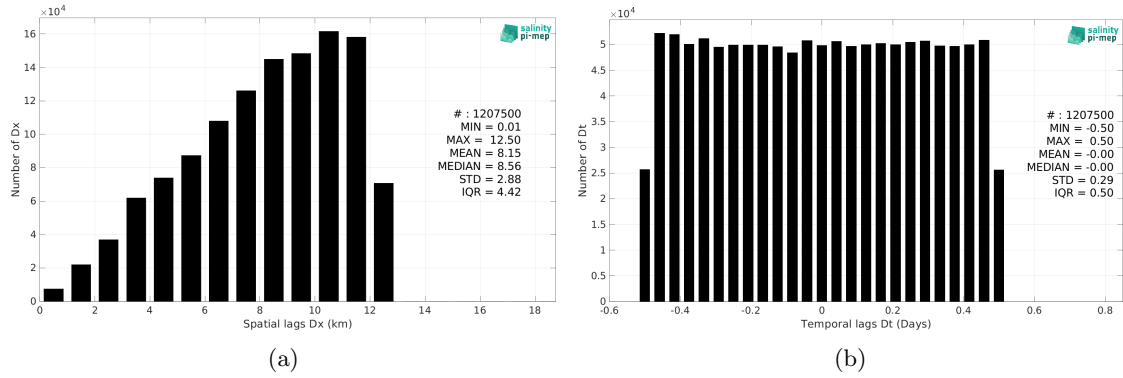 ×10⁴
16
14
12
10
8
6
4
2
0
Number of Dx
salinity
pi-mep
# : 1207500
MIN = 0.01
MAX = 12.50
MEAN = 8.15
MEDIAN = 8.56
STD = 2.88
IQR = 4.42
0 2 4 6 8 10 12 14 16 18
Spatial lags Dx (km)
(a)
×10⁴
5.5
5
4.5
4
3.5
3
2.5
2
1.5
1
0.5
0
Number of Dt
salinity
pi-mep
# : 1207500
MIN = -0.50
MAX = 0.50
MEAN = -0.00
MEDIAN = -0.00
STD = 0.29
IQR = 0.50
-0.6 -0.4 -0.2 0 0.2 0.4 0.6 0.8
Temporal lags Dt (Days)
(b)